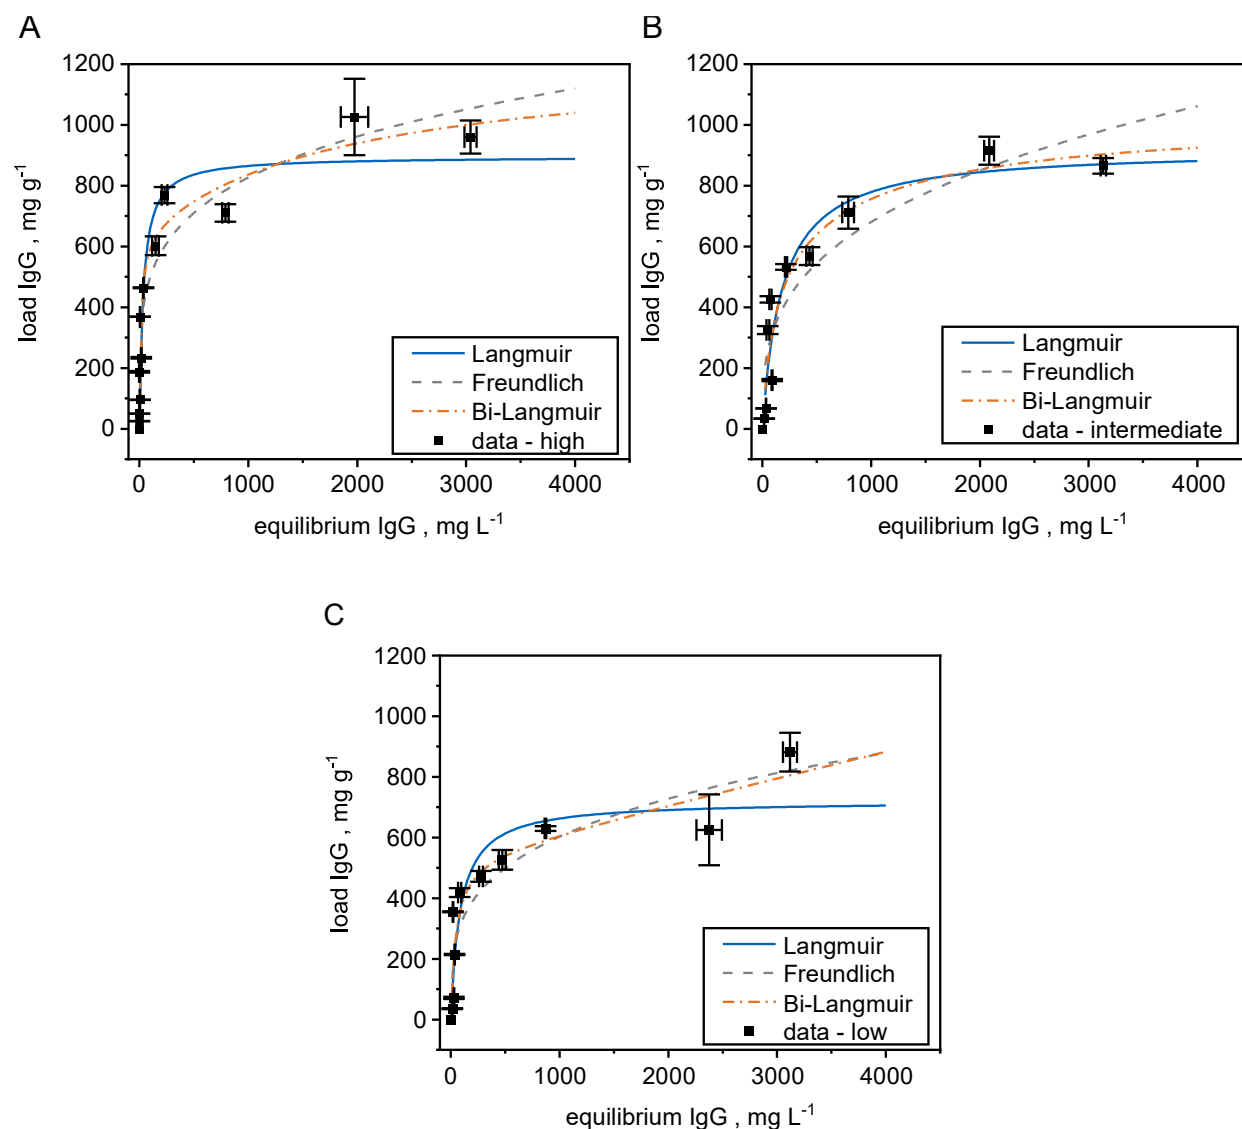 A
1200
1000
800
600
400
200
0
load IgG , mg g⁻¹
Langmuir
Freundlich
Bi-Langmuir
data - high
0 1000 2000 3000 4000
equilibrium IgG , mg L⁻¹
B
1200
1000
800
600
400
200
0
load IgG , mg g⁻¹
Langmuir
Freundlich
Bi-Langmuir
data - intermediate
0 1000 2000 3000 4000
equilibrium IgG , mg L⁻¹
C
1200
1000
800
600
400
200
0
load IgG , mg g⁻¹
Langmuir
Freundlich
Bi-Langmuir
data - low
0 1000 2000 3000 4000
equilibrium IgG , mg L⁻¹